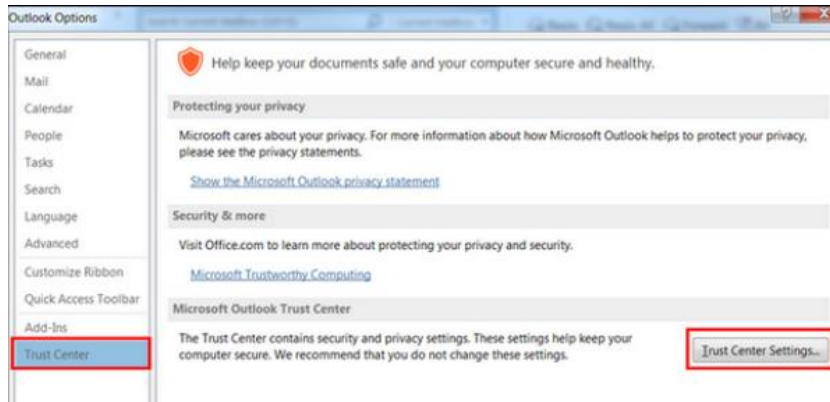 Outlook Options
General
Mail
Calendar
People
Tasks
Search
Language
Advanced
Customize Ribbon
Quick Access Toolbar
Add-Ins
Trust Center
Help keep your documents safe and your computer secure and healthy.
Protecting your privacy
Microsoft cares about your privacy. For more information about how Microsoft Outlook helps to protect your privacy,
please see the privacy statements.
Show the Microsoft Outlook privacy statement
Security & more
Visit Office.com to learn more about protecting your privacy and security.
Microsoft Trustworthy Computing
Microsoft Outlook Trust Center
The Trust Center contains security and privacy settings. These settings help keep your
computer secure. We recommend that you do not change these settings.
Trust Center Settings...